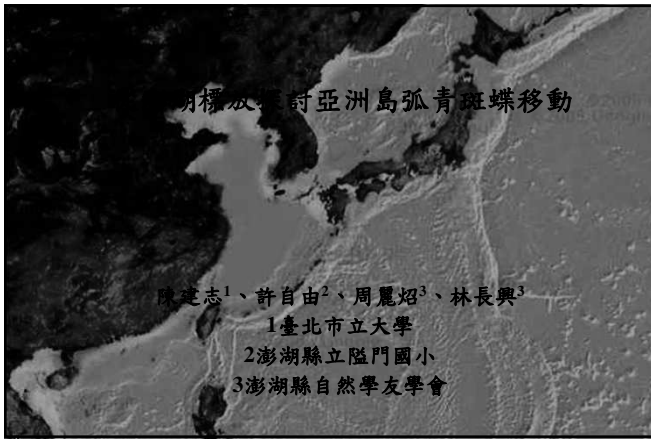 標放探討亞洲島弧青斑蝶移動
陳建志¹、許自由²、周麗炤³、林長興³
1臺北市立大學
2澎湖縣立隘門國小
3澎湖縣自然學友學會